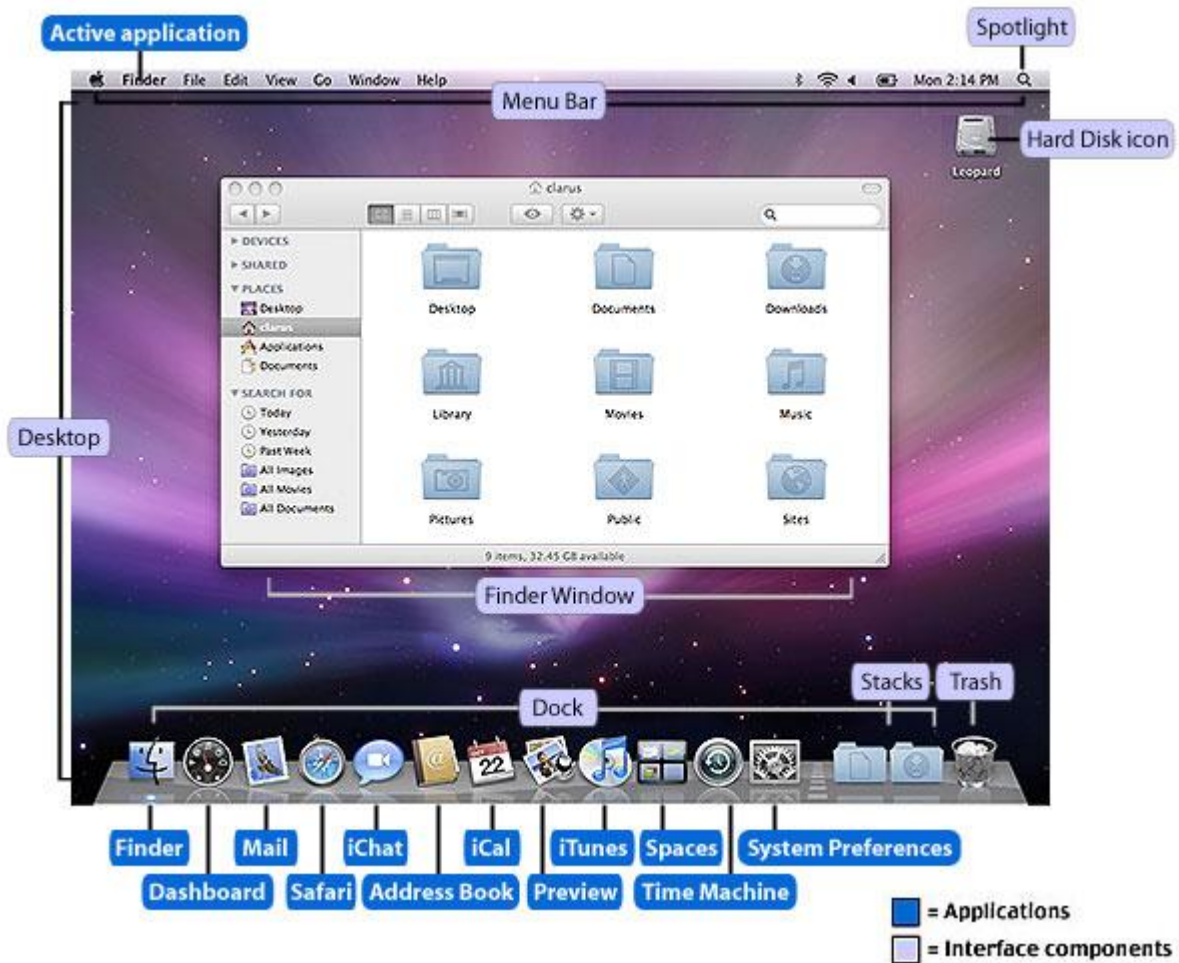 Active application
Spotlight
Finder File Edit View Go Window Help
Mon 2:14 PM
Menu Bar
Hard Disk icon
Leopard
clarus
DEVICES
SHARED
PLACES
Desktop
clarus
Applications
Documents
SEARCH FOR
Today
Yesterday
Past Week
All Images
All Movies
All Documents
Desktop
Documents
Downloads
Library
Movies
Music
Pictures
Public
Sites
9 items, 32.45 GB available
Desktop
Finder Window
Stacks
Trash
Dock
OCT
22
Finder
Mail
iChat
iCal
iTunes
Spaces
System Preferences
Dashboard
Safari
Address Book
Preview
Time Machine
= Applications
= Interface components